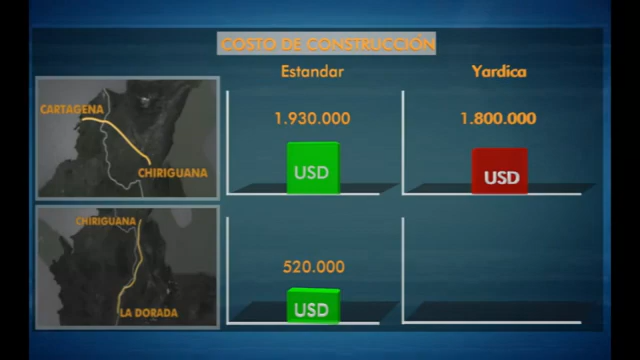 COSTO DE CONSTRUCCIÓN
Estandar
Yardica
CARTAGENA
CHIRIGUANA
1.930.000
USD
1.800.000
USD
CHIRIGUANA
LA DORADA
520.000
USD